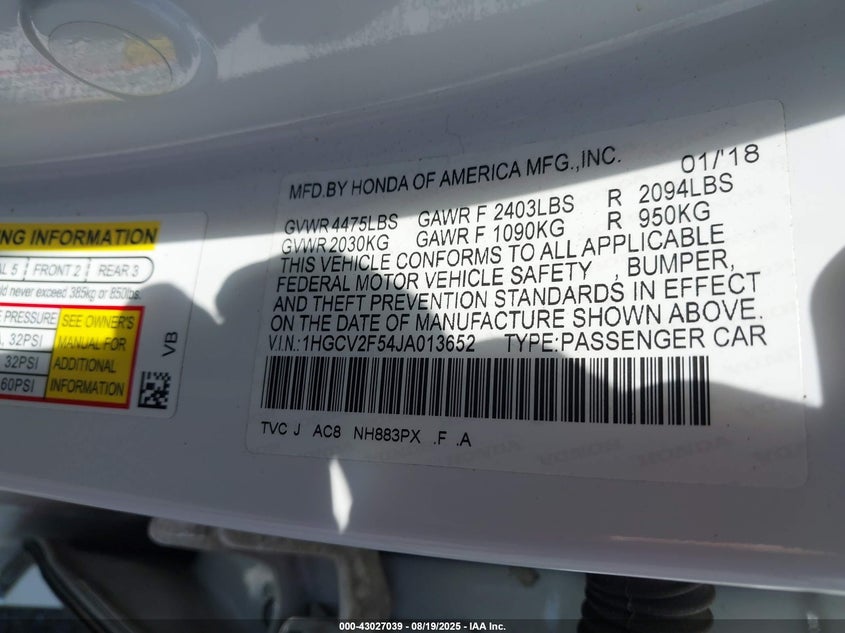 MFD.BY HONDA OF AMERICA MFG.,INC. 01/'18
GVWR 4475LBS GAWR F 2403LBS R 2094LBS
GVWR 2030KG GAWR F 1090KG R 950KG
THIS VEHICLE CONFORMS TO ALL APPLICABLE
FEDERAL MOTOR VEHICLE SAFETY , BUMPER,
AND THEFT PREVENTION STANDARDS IN EFFECT
ON THE DATE OF MANUFACTURE SHOWN ABOVE.
V.I.N.:1HGCV2F54JA013652 TYPE:PASSENGER CAR
TVC J AC8 NH883PX .F .A
NG INFORMATION
AL 5 FRONT 2 REAR 3
ld never exceed 385kg or 850lbs.
E PRESSURE SEE OWNER'S
, 32PSI MANUAL FOR
32PSI ADDITIONAL
60PSI INFORMATION
VB
000-43027039 - 08/19/2025 - IAA Inc.